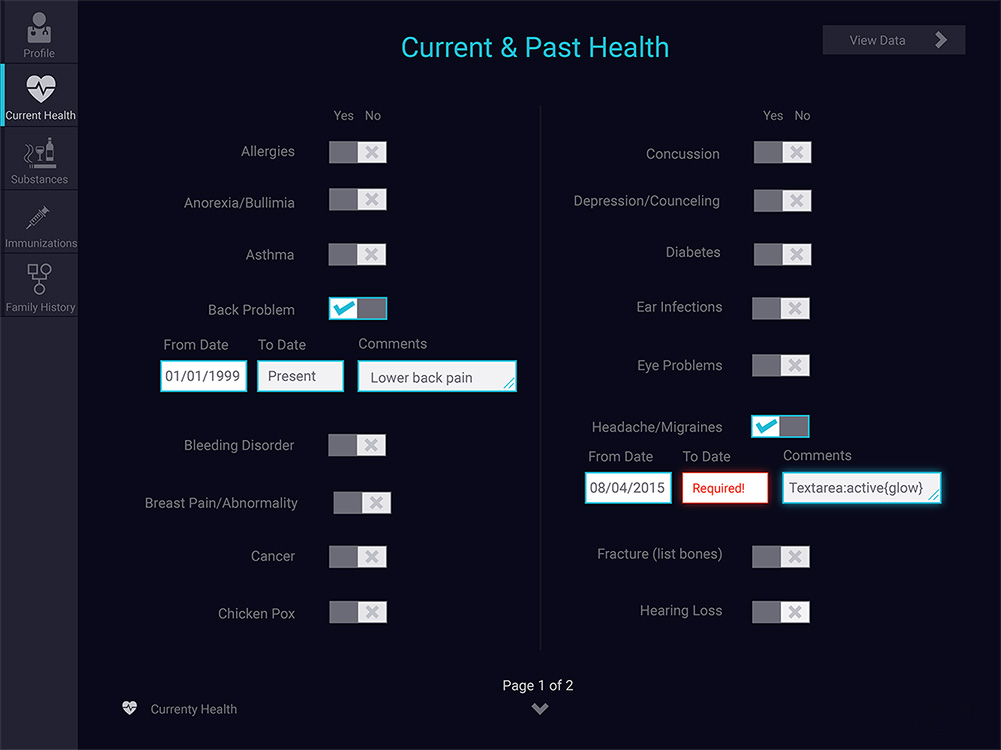 Profile
Current Health
Substances
Immunizations
Family History
Current & Past Health
View Data
Yes No
Allergies
Anorexia/Bullimia
Asthma
Back Problem
From Date To Date Comments
01/01/1999 Present Lower back pain
Bleeding Disorder
Breast Pain/Abnormality
Cancer
Chicken Pox
Yes No
Concussion
Depression/Counceling
Diabetes
Ear Infections
Eye Problems
Headache/Migraines
From Date To Date Comments
08/04/2015 Required! Textarea:active{glow}
Fracture (list bones)
Hearing Loss
Page 1 of 2
Currenty Health